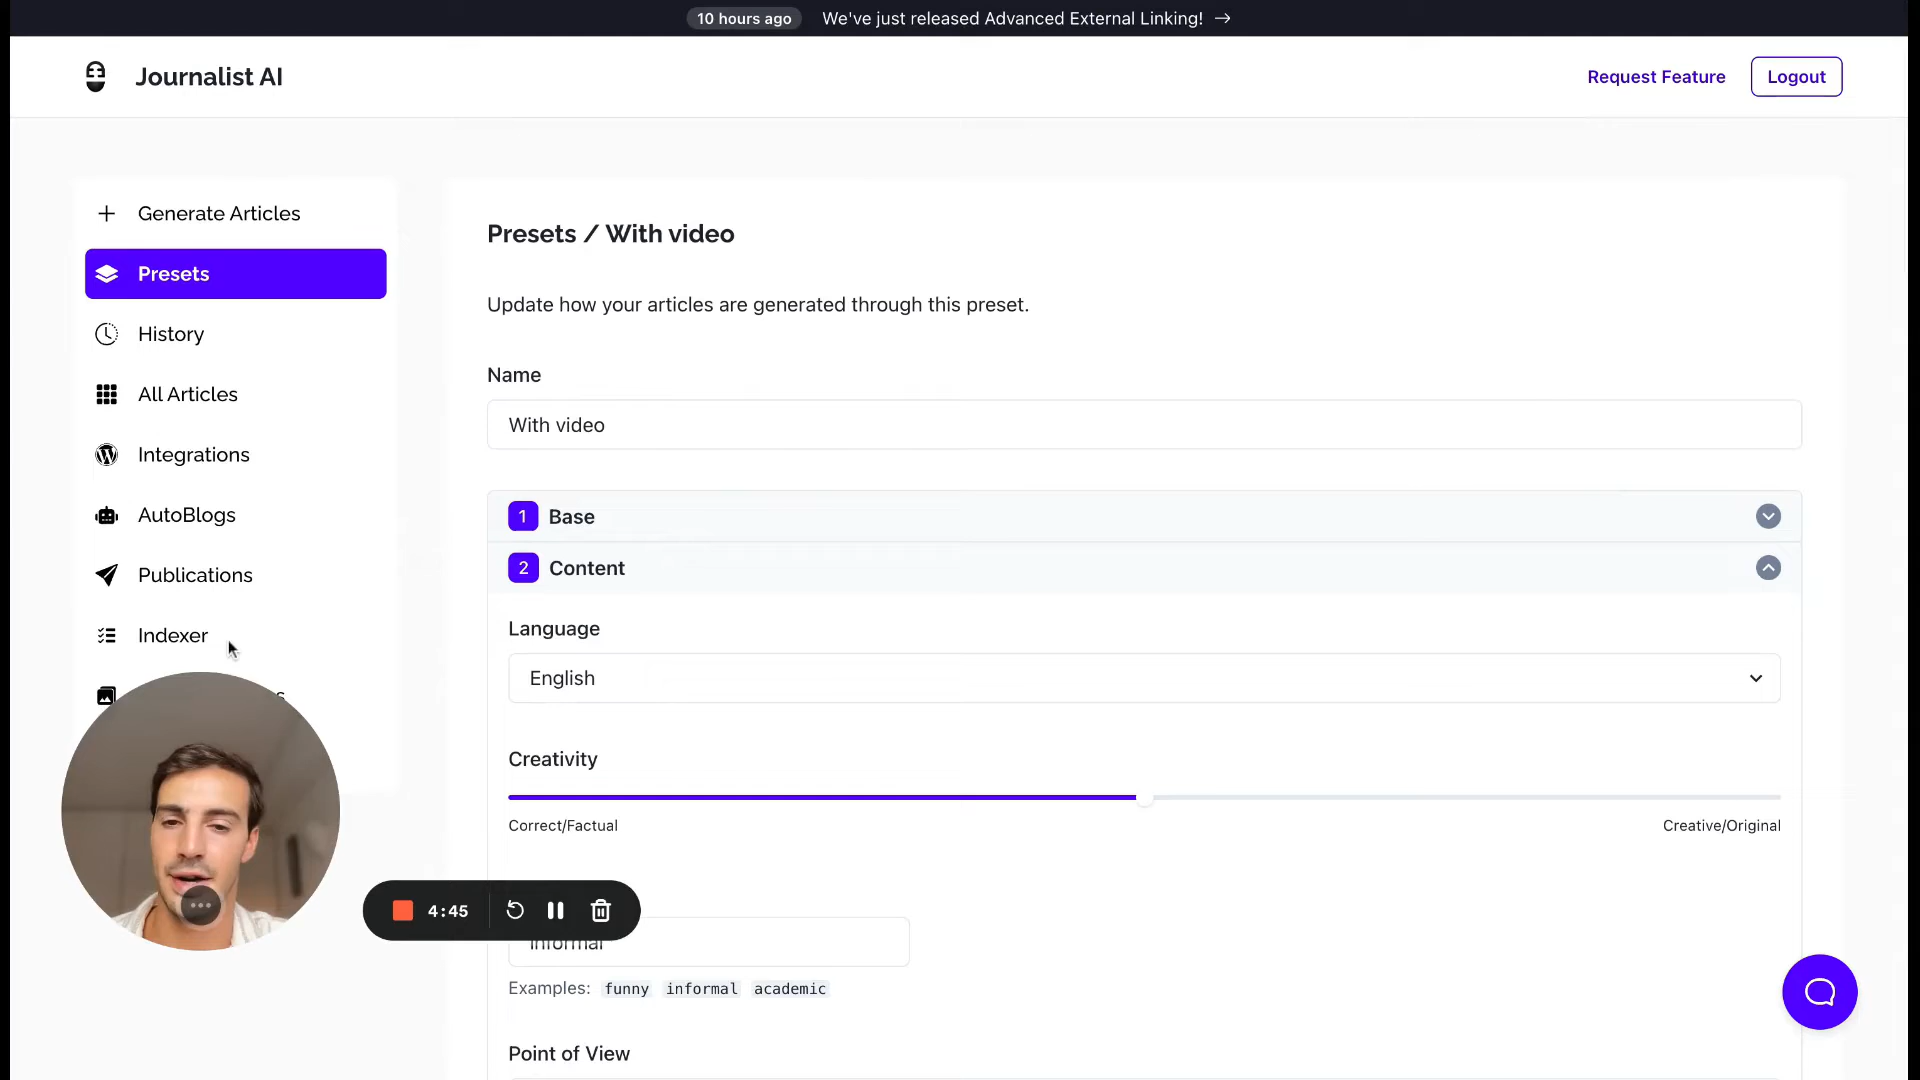 10 hours ago We've just released Advanced External Linking! →
Journalist AI
Request Feature
Logout
Generate Articles
Presets
History
All Articles
Integrations
AutoBlogs
Publications
Indexer
Presets / With video
Update how your articles are generated through this preset.
Name
With video
1 Base
2 Content
Language
English
Creativity
Correct/Factual
Creative/Original
4:45
informal
Examples: funny informal academic
Point of View